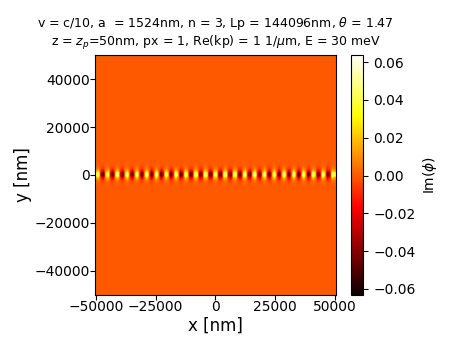 v = c/10, a  = 1524nm, n = 3, Lp = 144096nm, θ = 1.47
z = z_p=50nm, px = 1, Re(kp) = 1 1/μm, E = 30 meV
40000
20000
0
−20000
−40000
y [nm]
−50000 −25000 0 25000 50000
x [nm]
0.06
0.04
0.02
0.00
−0.02
−0.04
−0.06
Im(ϕ)